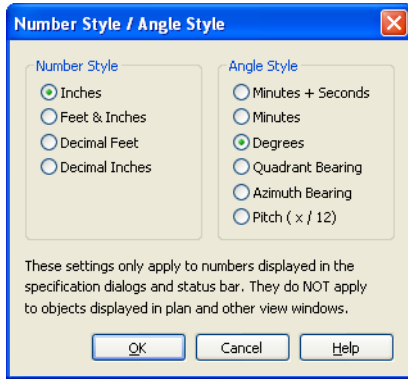 Number Style / Angle Style
Number Style
Inches
Feet & Inches
Decimal Feet
Decimal Inches
Angle Style
Minutes + Seconds
Minutes
Degrees
Quadrant Bearing
Azimuth Bearing
Pitch ( x / 12)
These settings only apply to numbers displayed in the
specification dialogs and status bar. They do NOT apply
to objects displayed in plan and other view windows.
OK
Cancel
Help